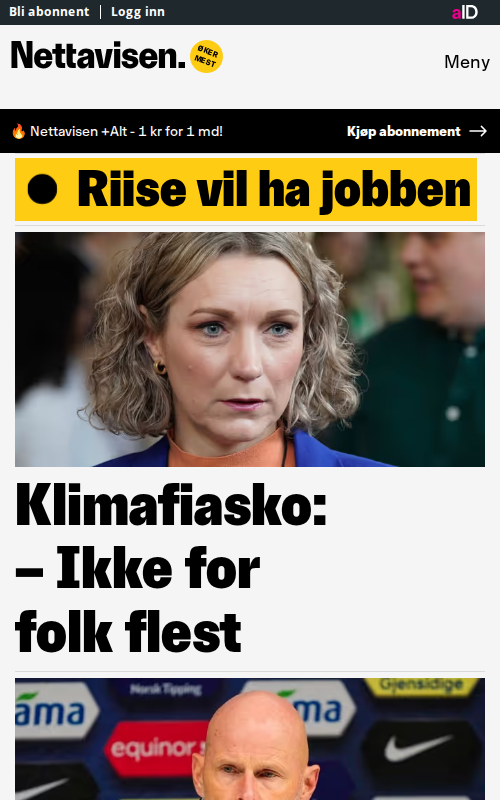 Bli abonnent | Logg inn
aID
Nettavisen.
ØKER
MEST
Meny
🔥 Nettavisen +Alt - 1 kr for 1 md!
Kjøp abonnement →
● Riise vil ha jobben
Klimafiasko:
– Ikke for
folk flest
Norsk Tipping
Gjensidige
ama
ma
equinor